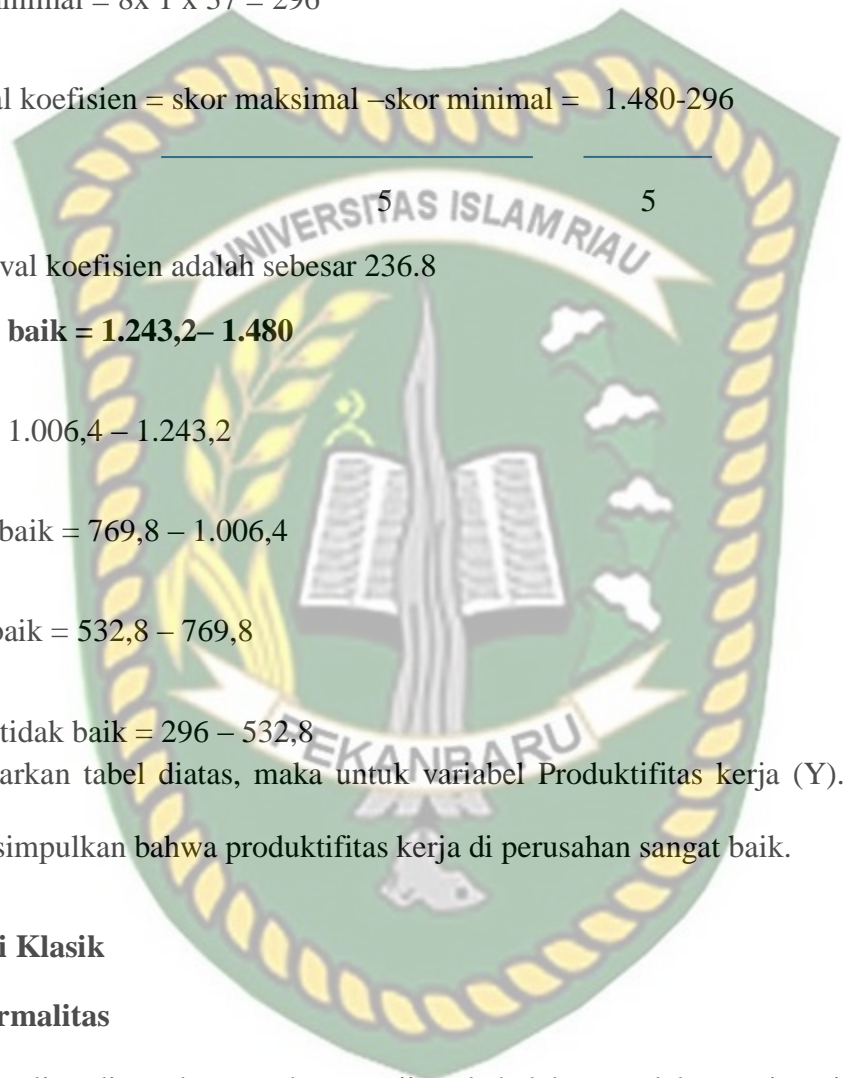 minimal = 8x 1 x 37 = 296
al koefisien = skor maksimal –skor minimal = 1.480-296
5 5
UNIVERSITAS ISLAM RIAU
val koefisien adalah sebesar 236.8
baik = 1.243,2– 1.480
1.006,4 – 1.243,2
baik = 769,8 – 1.006,4
baik = 532,8 – 769,8
tidak baik = 296 – 532,8
PEKANBARU
arkan tabel diatas, maka untuk variabel Produktifitas kerja (Y).
simpulkan bahwa produktifitas kerja di perusahan sangat baik.
i Klasik
rmalitas